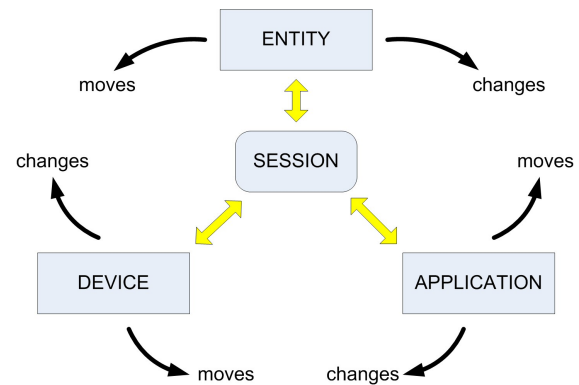 ENTITY
moves
changes
SESSION
changes
moves
DEVICE
APPLICATION
moves
changes